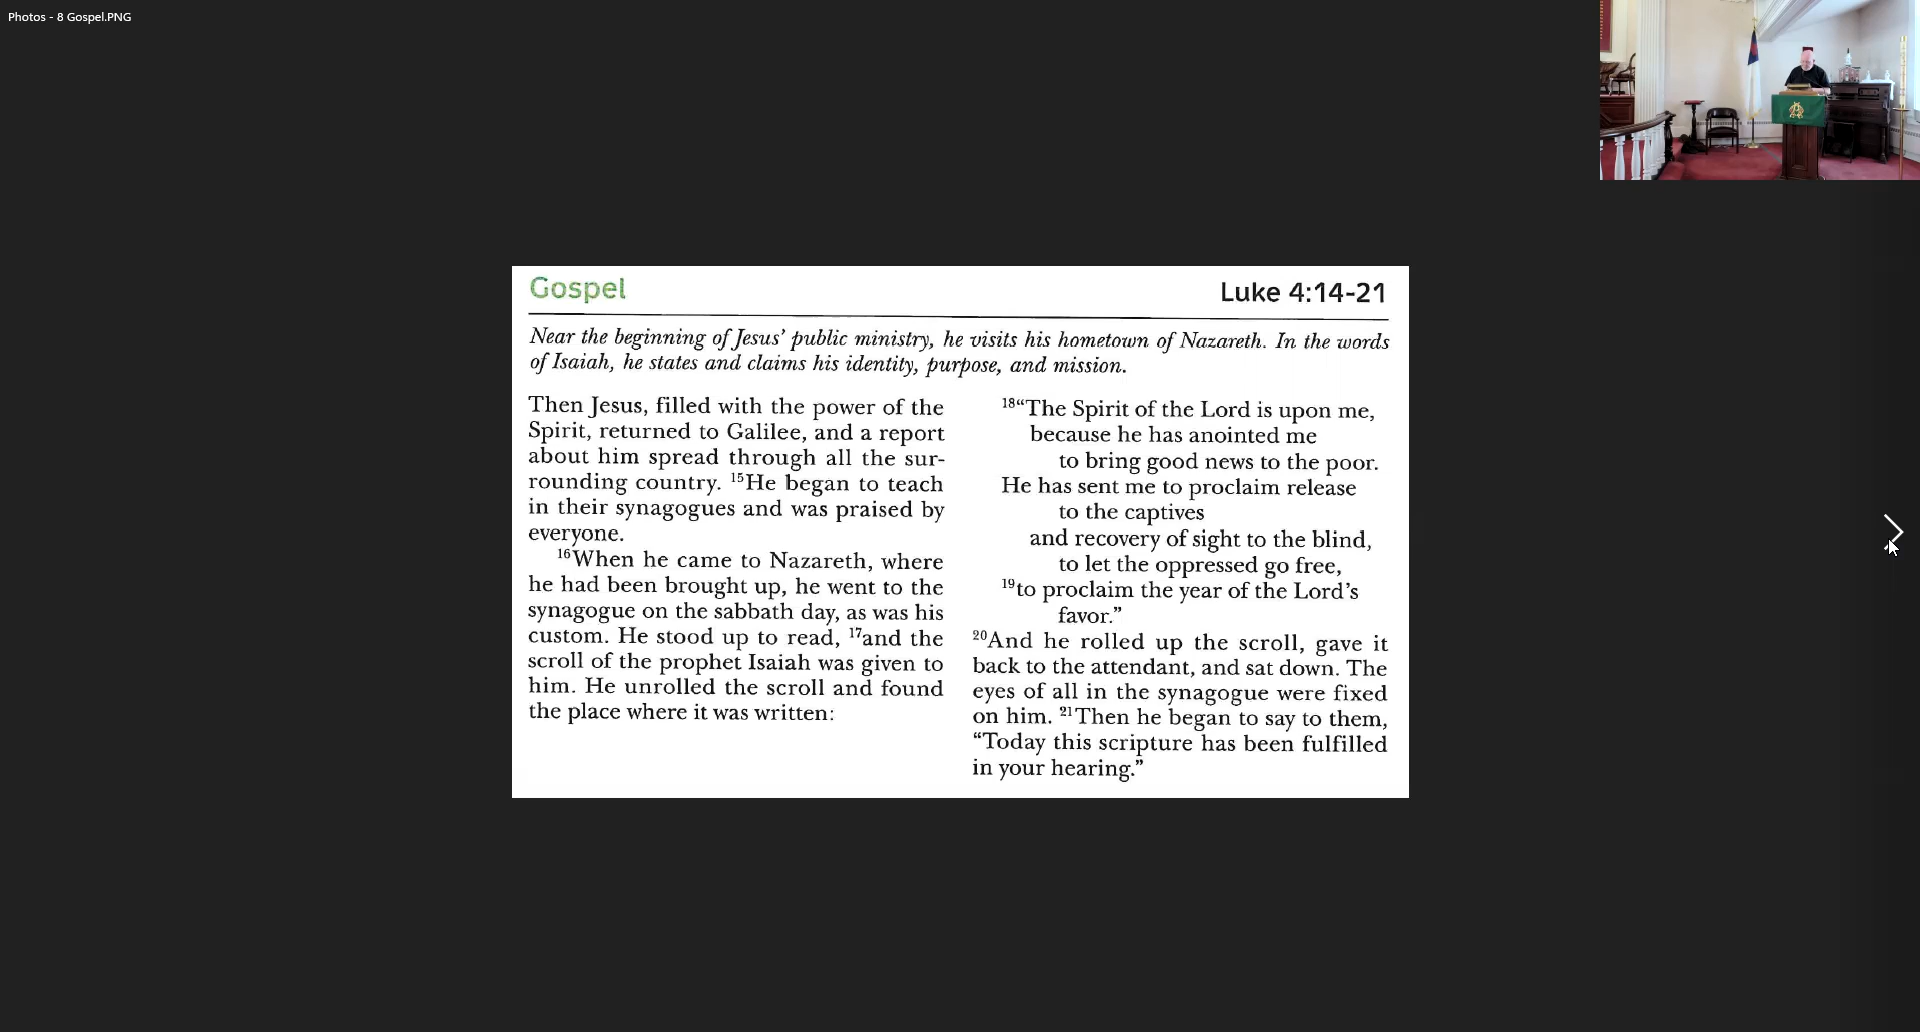 Photos - 8 Gospel.PNG
Gospel
Luke 4:14-21
Near the beginning of Jesus’ public ministry, he visits his hometown of Nazareth. In the words
of Isaiah, he states and claims his identity, purpose, and mission.
Then Jesus, filled with the power of the
Spirit, returned to Galilee, and a report
about him spread through all the sur-
rounding country. 15He began to teach
in their synagogues and was praised by
everyone.
16When he came to Nazareth, where
he had been brought up, he went to the
synagogue on the sabbath day, as was his
custom. He stood up to read, 17and the
scroll of the prophet Isaiah was given to
him. He unrolled the scroll and found
the place where it was written:
18“The Spirit of the Lord is upon me,
because he has anointed me
to bring good news to the poor.
He has sent me to proclaim release
to the captives
and recovery of sight to the blind,
to let the oppressed go free,
19to proclaim the year of the Lord’s
favor.”
20And he rolled up the scroll, gave it
back to the attendant, and sat down. The
eyes of all in the synagogue were fixed
on him. 21Then he began to say to them,
“Today this scripture has been fulfilled
in your hearing.”